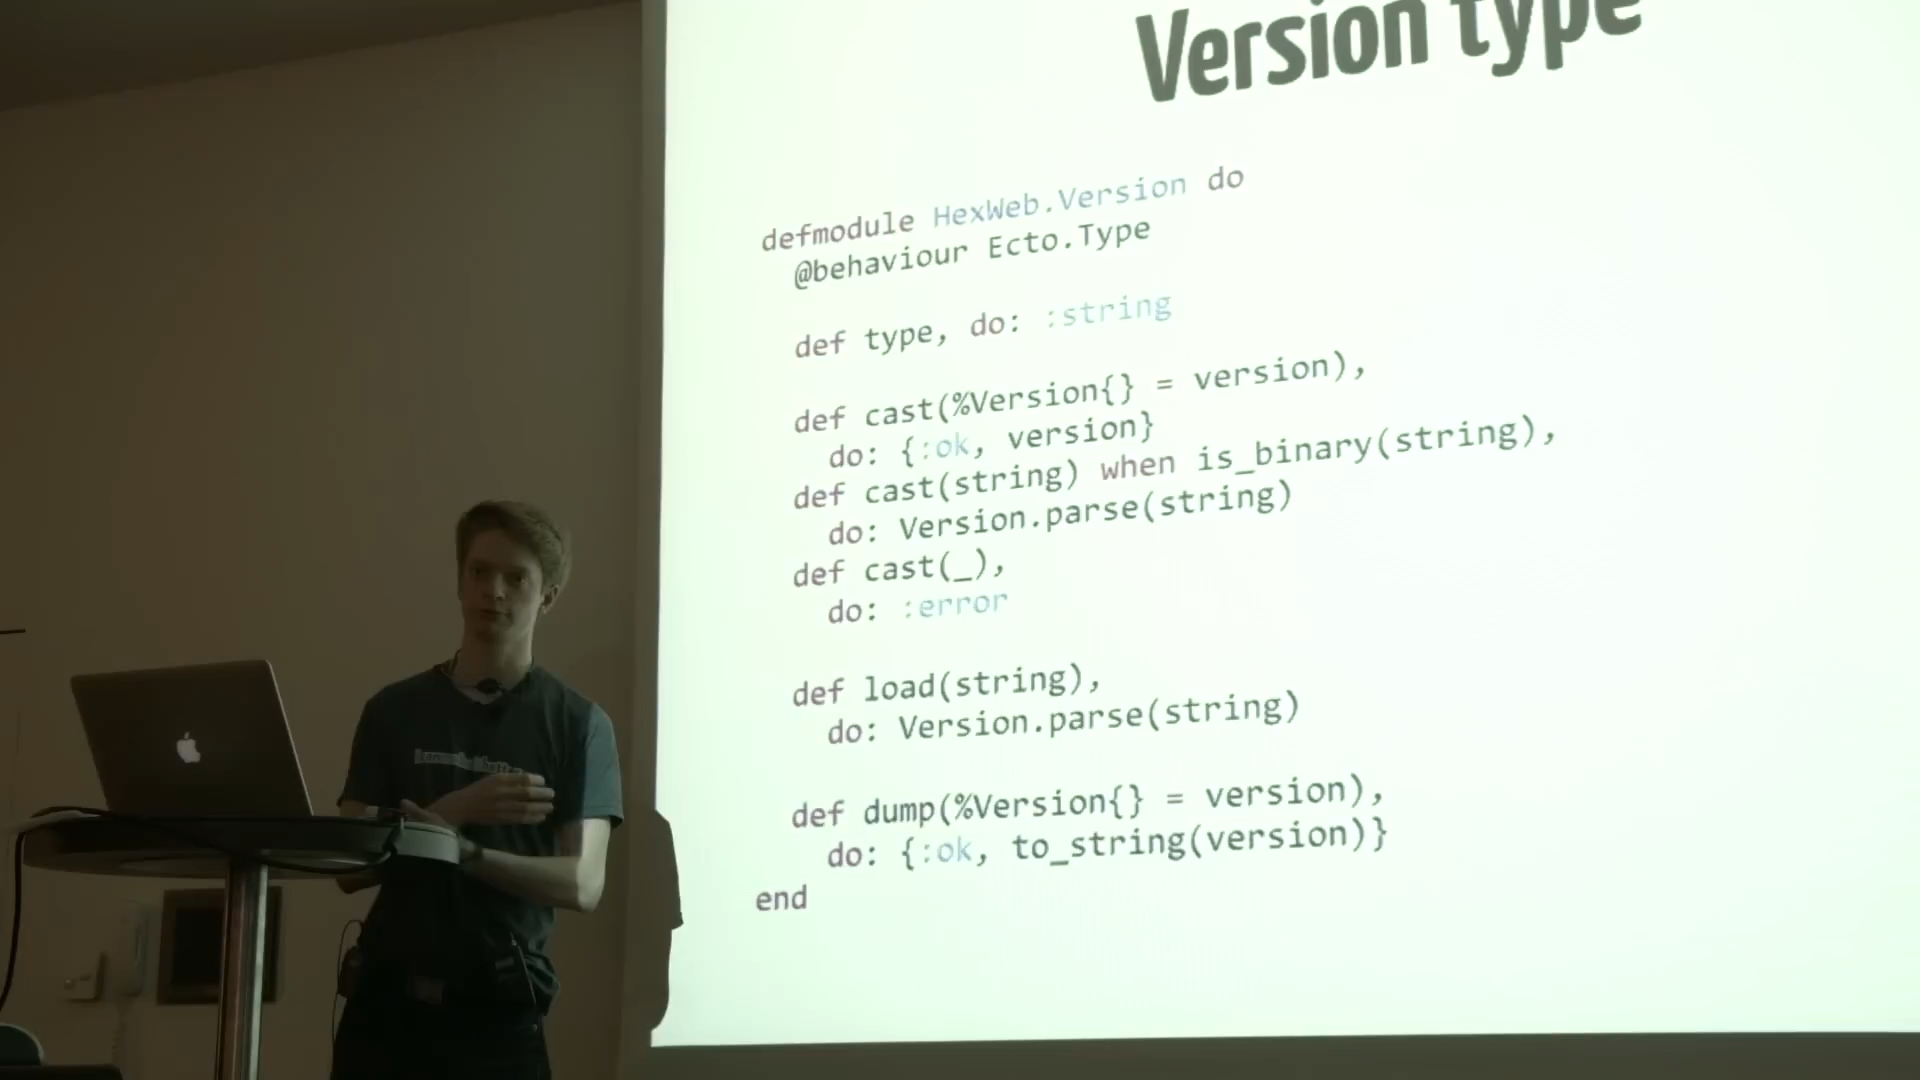 Version type
defmodule HexWeb.Version do
@behaviour Ecto.Type
def type, do: :string
def cast(%Version{} = version),
do: {:ok, version}
def cast(string) when is_binary(string),
do: Version.parse(string)
def cast(_),
do: :error
def load(string),
do: Version.parse(string)
def dump(%Version{} = version),
do: {:ok, to_string(version)}
end